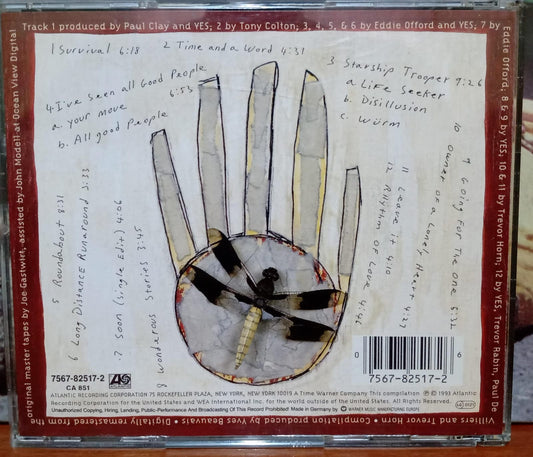 Track 1 produced by Paul Clay and YES; 2 by Tony Colton; 3, 4, 5, & 6 by Eddie Offord and YES; 7 by
Eddie Offord; 8 & 9 by YES; 10 & 11 by Trevor Horn; 12 by YES, Trevor Rabin, Paul De
Villiers and Trevor Horn • Compilation produced by Yves Beauvais • Digitally remastered from the
original master tapes by Joe Gastwirt, assisted by John Modell at Ocean View Digital
1 Survival 6:18
2 Time and a Word 4:31
3 Starship Trooper 9:26
a. Life Seeker
b. Disillusion
c. Würm
4. I've seen all Good People
6:53
a. your move
b. All good People
5 Roundabout 8:31
6 Long Distance Runaround 3:33
7 Soon (single Edit) 4:06
8 Wonderous Stories 3:45
9 Going For The One 5:32
10 Owner of a Lonely Heart 4:27
11 Leave it 4:10
12 Rhythm of Love 4:46
7567-82517-2
CA 851
0
7567-82517-2
6
ATLANTIC RECORDING CORPORATION 75 ROCKEFELLER PLAZA, NEW YORK, NEW YORK 10019 A Time Warner Company This compilation ℗ © 1993 Atlantic
Recording Corporation for the United States and WEA International Inc. for the world outside of the United States.
Unauthorized Copying, Hiring, Lending, Public-Performance And Broadcasting Of This Record Prohibited! Made in Germany by WARNER MUSIC MANUFACTURING EUROPE.